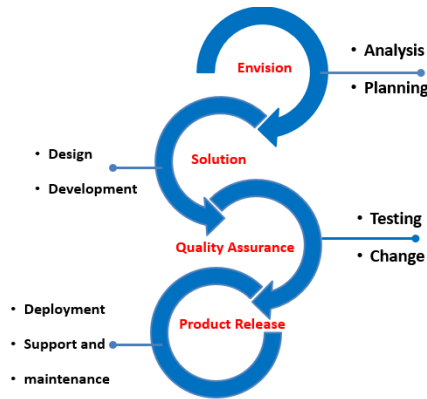 Envision
• Analysis
• Planning
Solution
• Design
• Development
Quality Assurance
• Testing
• Change
Product Release
• Deployment
• Support and
• maintenance